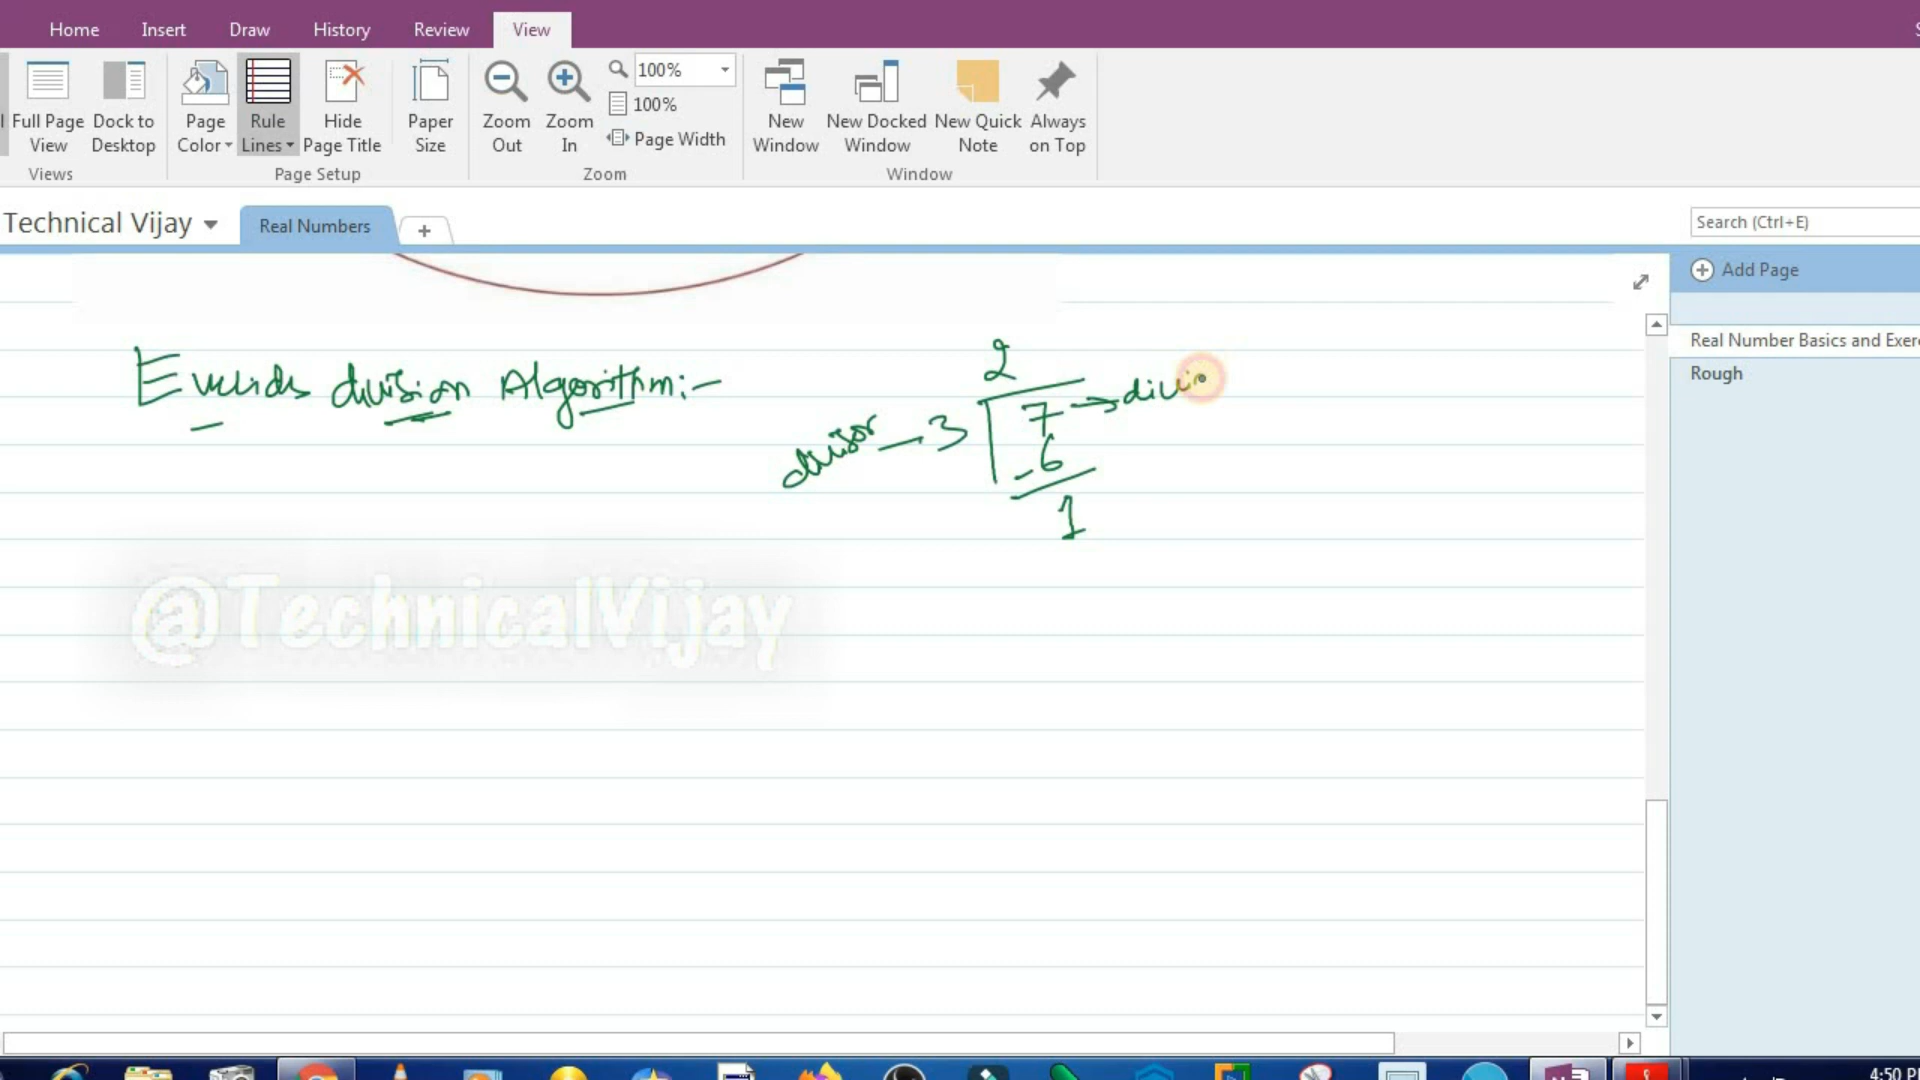 Home Insert Draw History Review View
Full Page View
Dock to Desktop
Page Color
Rule Lines
Hide Page Title
Paper Size
Zoom Out
Zoom In
100%
100%
Page Width
New Window
New Docked Window
New Quick Note
Always on Top
Views Page Setup Zoom Window
Technical Vijay Real Numbers +
Search (Ctrl+E)
Add Page
Real Number Basics and Exer
Rough
Euclids division Algorithm:-
2
divisor 3 7 → divi
-6
1
@TechnicalVijay
4:50 P